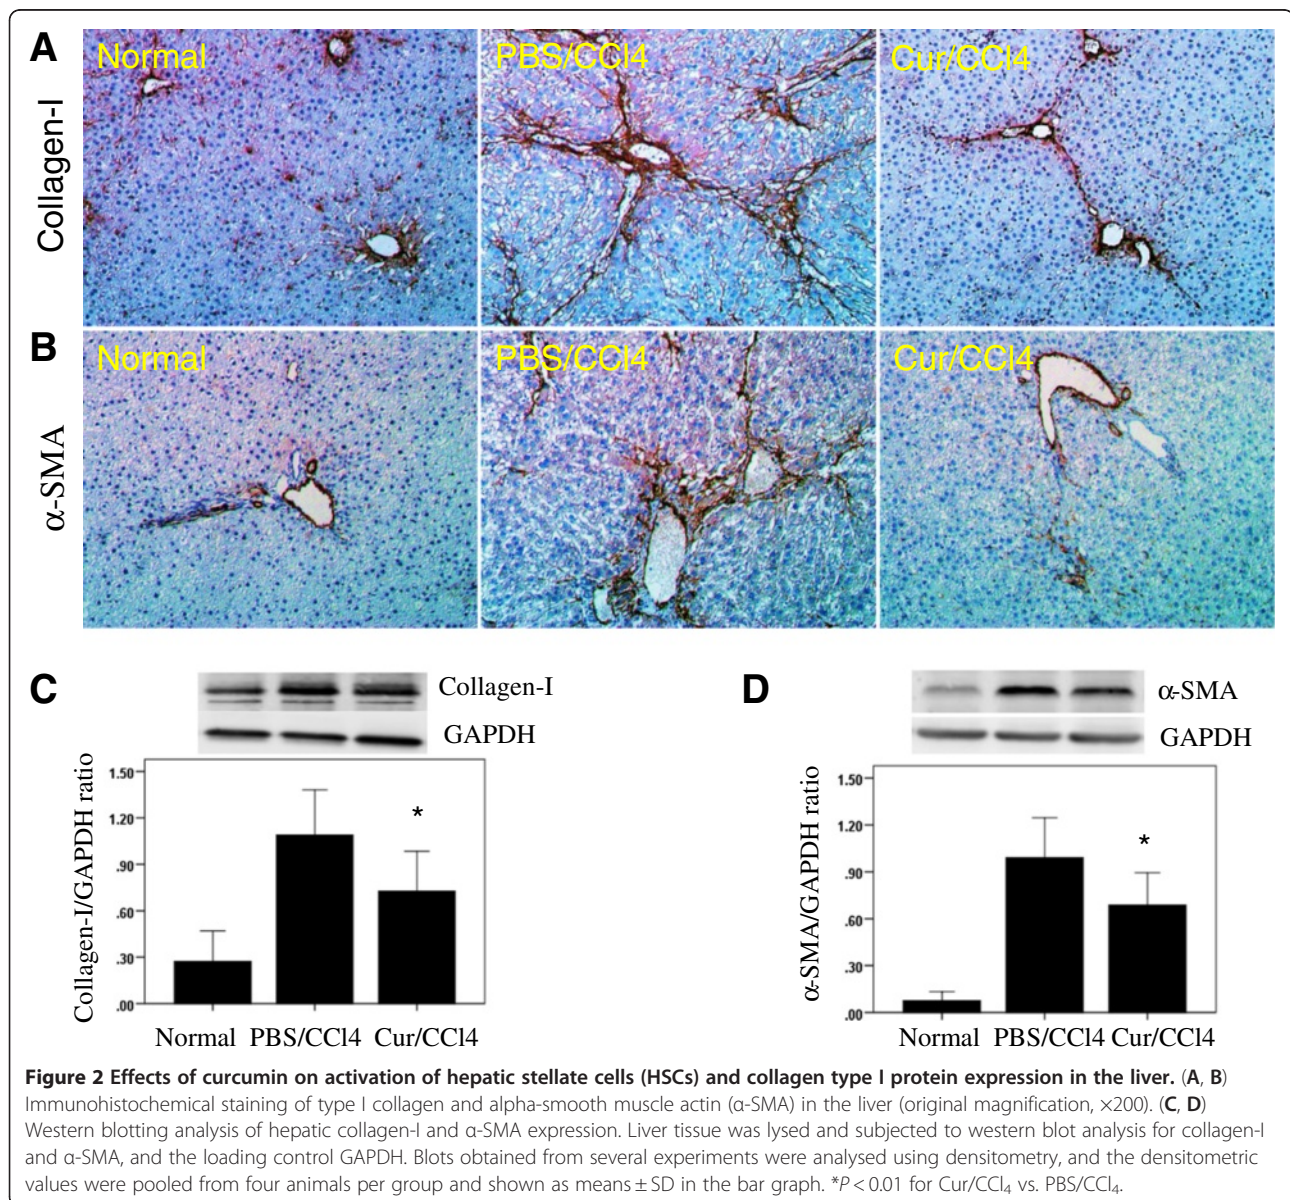 A
Collagen-I
Normal
PBS/CCl4
Cur/CCl4
B
α-SMA
Normal
PBS/CCl4
Cur/CCl4
C
Collagen-I
GAPDH
Collagen-I/GAPDH ratio
1.50
1.20
.90
.60
.30
.00
*
Normal PBS/CCl4 Cur/CCl4
D
α-SMA
GAPDH
α-SMA/GAPDH ratio
1.50
1.20
.90
.60
.30
.00
*
Normal PBS/CCl4 Cur/CCl4
Figure 2 Effects of curcumin on activation of hepatic stellate cells (HSCs) and collagen type I protein expression in the liver. (A, B)
Immunohistochemical staining of type I collagen and alpha-smooth muscle actin (α-SMA) in the liver (original magnification, ×200). (C, D)
Western blotting analysis of hepatic collagen-I and α-SMA expression. Liver tissue was lysed and subjected to western blot analysis for collagen-I
and α-SMA, and the loading control GAPDH. Blots obtained from several experiments were analysed using densitometry, and the densitometric
values were pooled from four animals per group and shown as means ± SD in the bar graph. *P < 0.01 for Cur/CCl₄ vs. PBS/CCl₄.